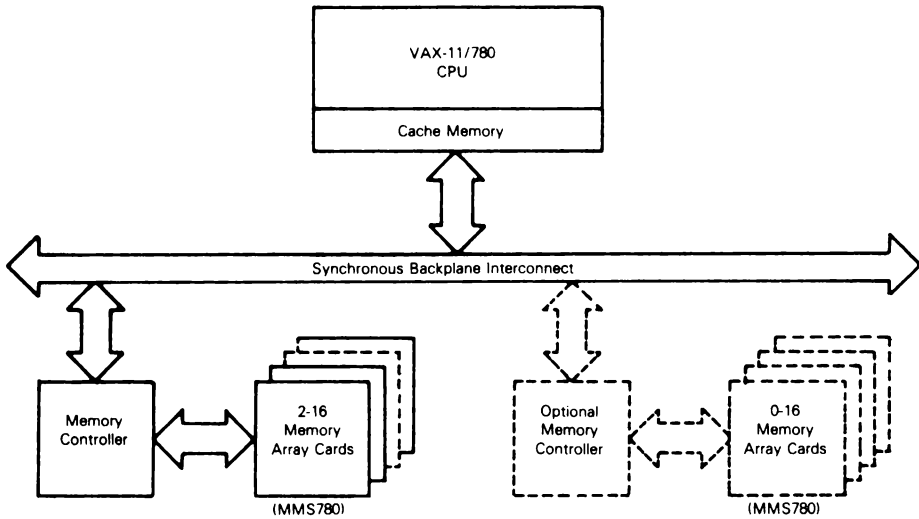 VAX-11/780
CPU
Cache Memory
Synchronous Backplane Interconnect
Memory
Controller
2-16
Memory
Array Cards
(MMS780)
Optional
Memory
Controller
0-16
Memory
Array Cards
(MMS780)